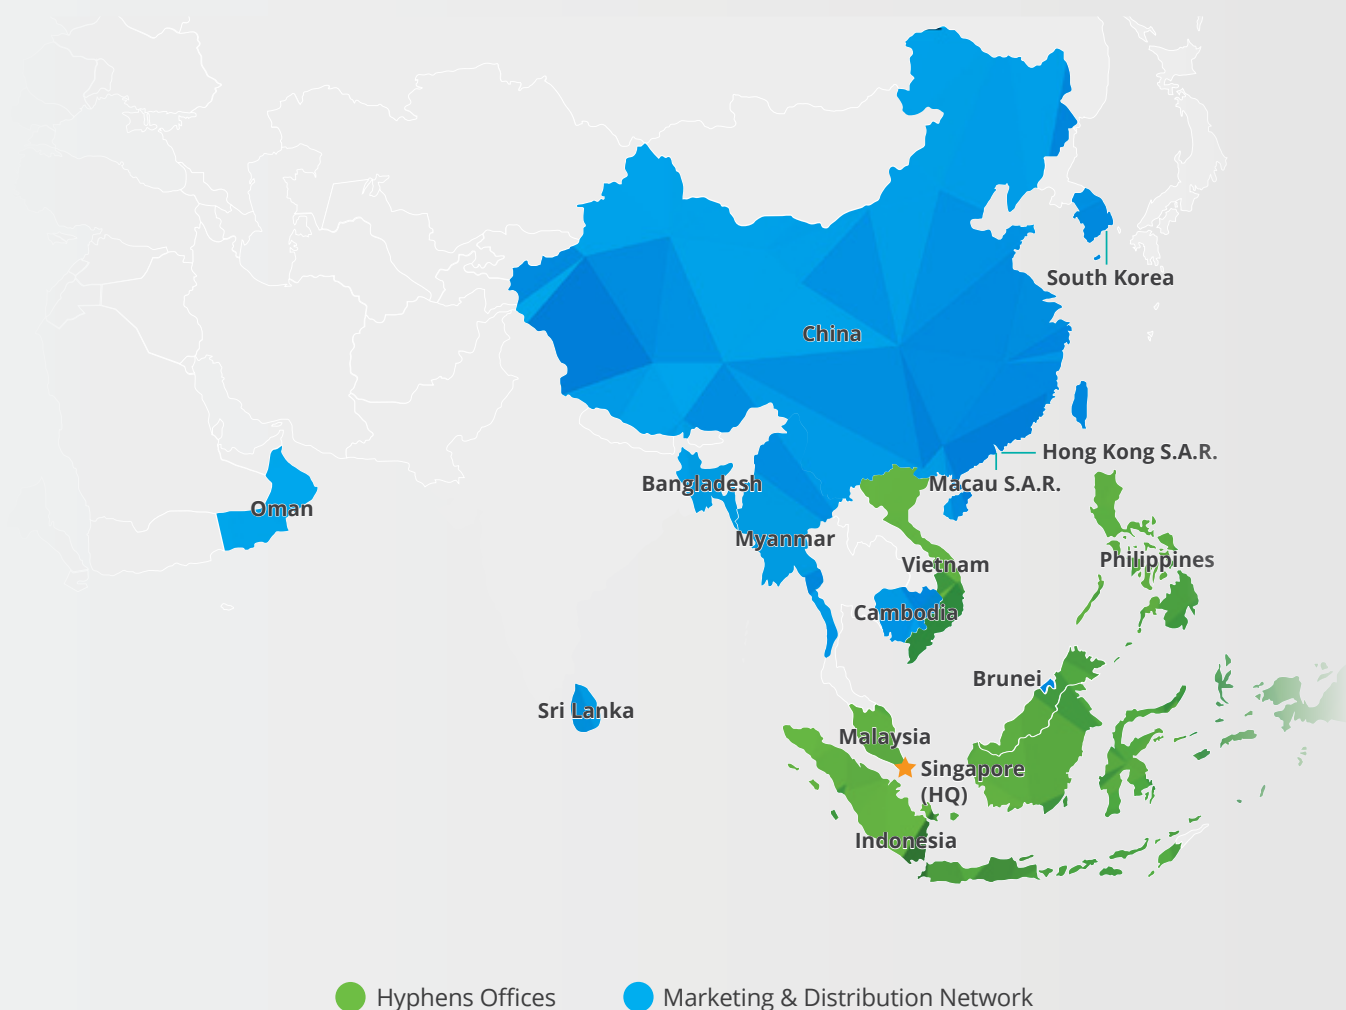 South Korea
China
Hong Kong S.A.R.
Bangladesh
Macau S.A.R.
Oman
Myanmar
Philippines
Vietnam
Cambodia
Brunei
Sri Lanka
Malaysia
Singapore
(HQ)
Indonesia
Hyphens Offices
Marketing & Distribution Network